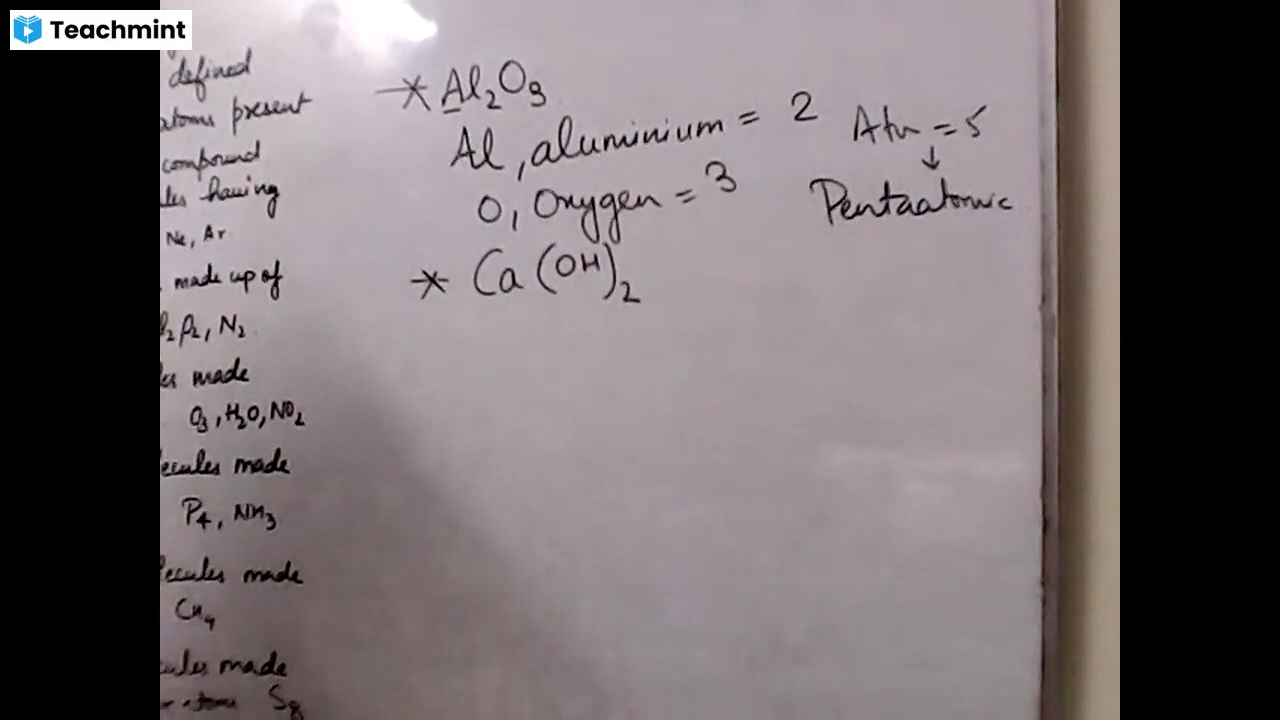 Teachmint
defined
atoms present
compound
having
Ne, Ar
made up of
N₂
made
O₃, H₂O, NO₂
made
P₄, NH₃
made
CH₄
made
S₈
* Al₂O₃
Al, aluminium = 2
O, Oxygen = 3
Atm = 5
↓
Pentaatomic
* Ca(OH)₂